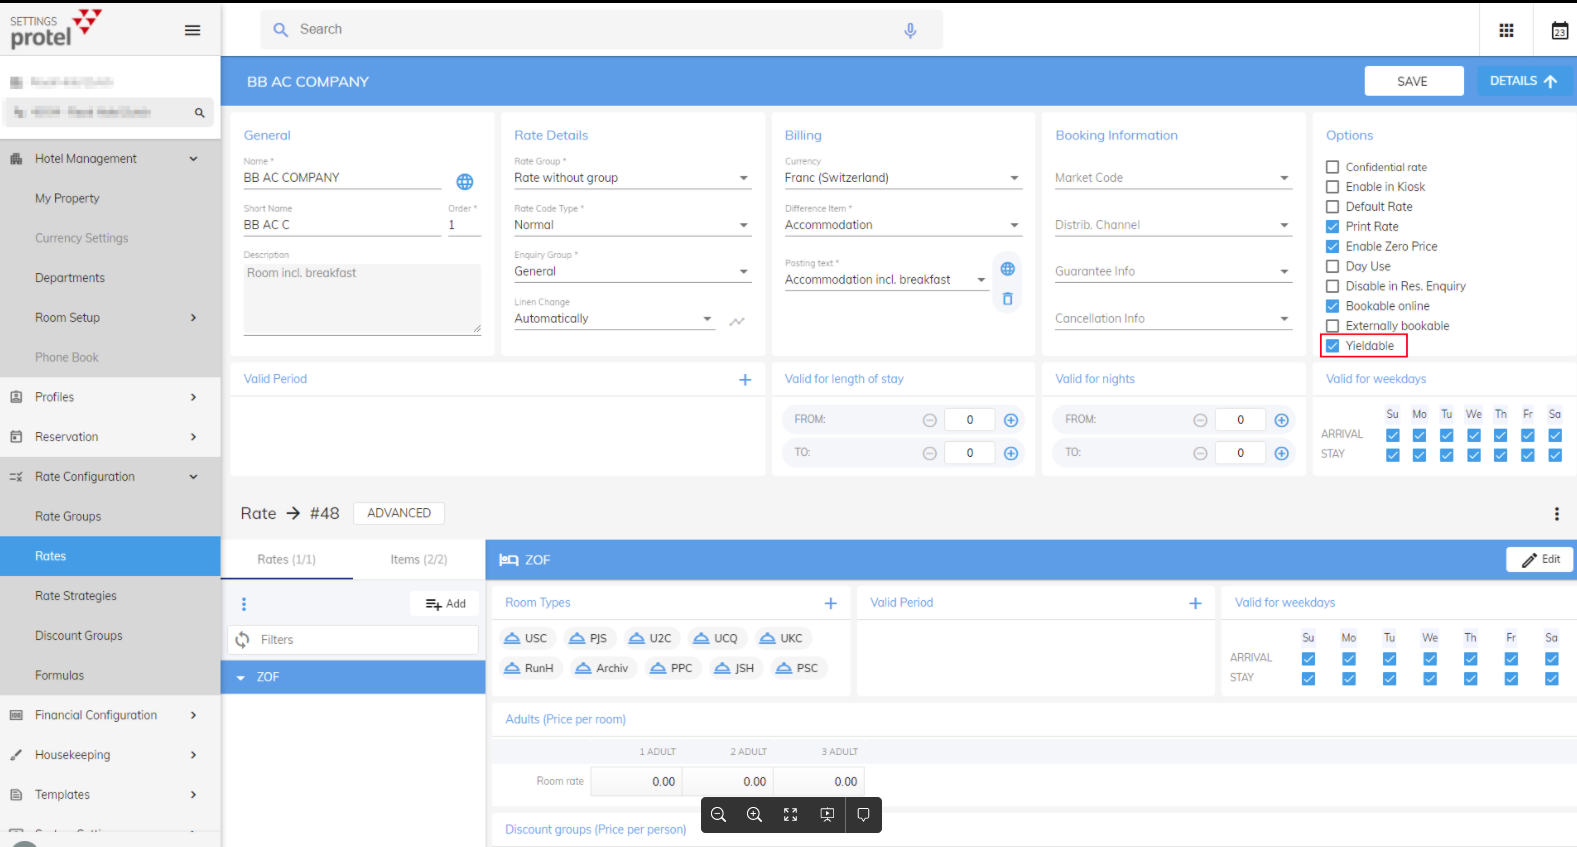 SETTINGS
protel
Search
23
BB AC COMPANY
SAVE
DETAILS
Hotel Management
My Property
Currency Settings
Departments
Room Setup
Phone Book
Profiles
Reservation
Rate Configuration
Rate Groups
Rates
Rate Strategies
Discount Groups
Formulas
Financial Configuration
Housekeeping
Templates
General
Name *
BB AC COMPANY
Short Name
Order *
BB AC C
1
Description
Room incl. breakfast
Rate Details
Rate Group *
Rate without group
Rate Code Type *
Normal
Enquiry Group *
General
Linen Change
Automatically
Billing
Currency
Franc (Switzerland)
Difference Item *
Accommodation
Posting text *
Accommodation incl. breakfast
Booking Information
Market Code
Distrib. Channel
Guarantee Info
Cancellation Info
Options
Confidential rate
Enable in Kiosk
Default Rate
Print Rate
Enable Zero Price
Day Use
Disable in Res. Enquiry
Bookable online
Externally bookable
Yieldable
Valid Period
Valid for length of stay
FROM: 0
TO: 0
Valid for nights
FROM: 0
TO: 0
Valid for weekdays
Su Mo Tu We Th Fr Sa
ARRIVAL
STAY
Rate → #48 ADVANCED
Rates (1/1)
Items (2/2)
Add
Filters
ZOF
ZOF
Edit
Room Types
USC PJS U2C UCQ UKC
RunH Archiv PPC JSH PSC
Valid Period
Valid for weekdays
Su Mo Tu We Th Fr Sa
ARRIVAL
STAY
Adults (Price per room)
1 ADULT 2 ADULT 3 ADULT
Room rate 0.00 0.00 0.00
Discount groups (Price per person)